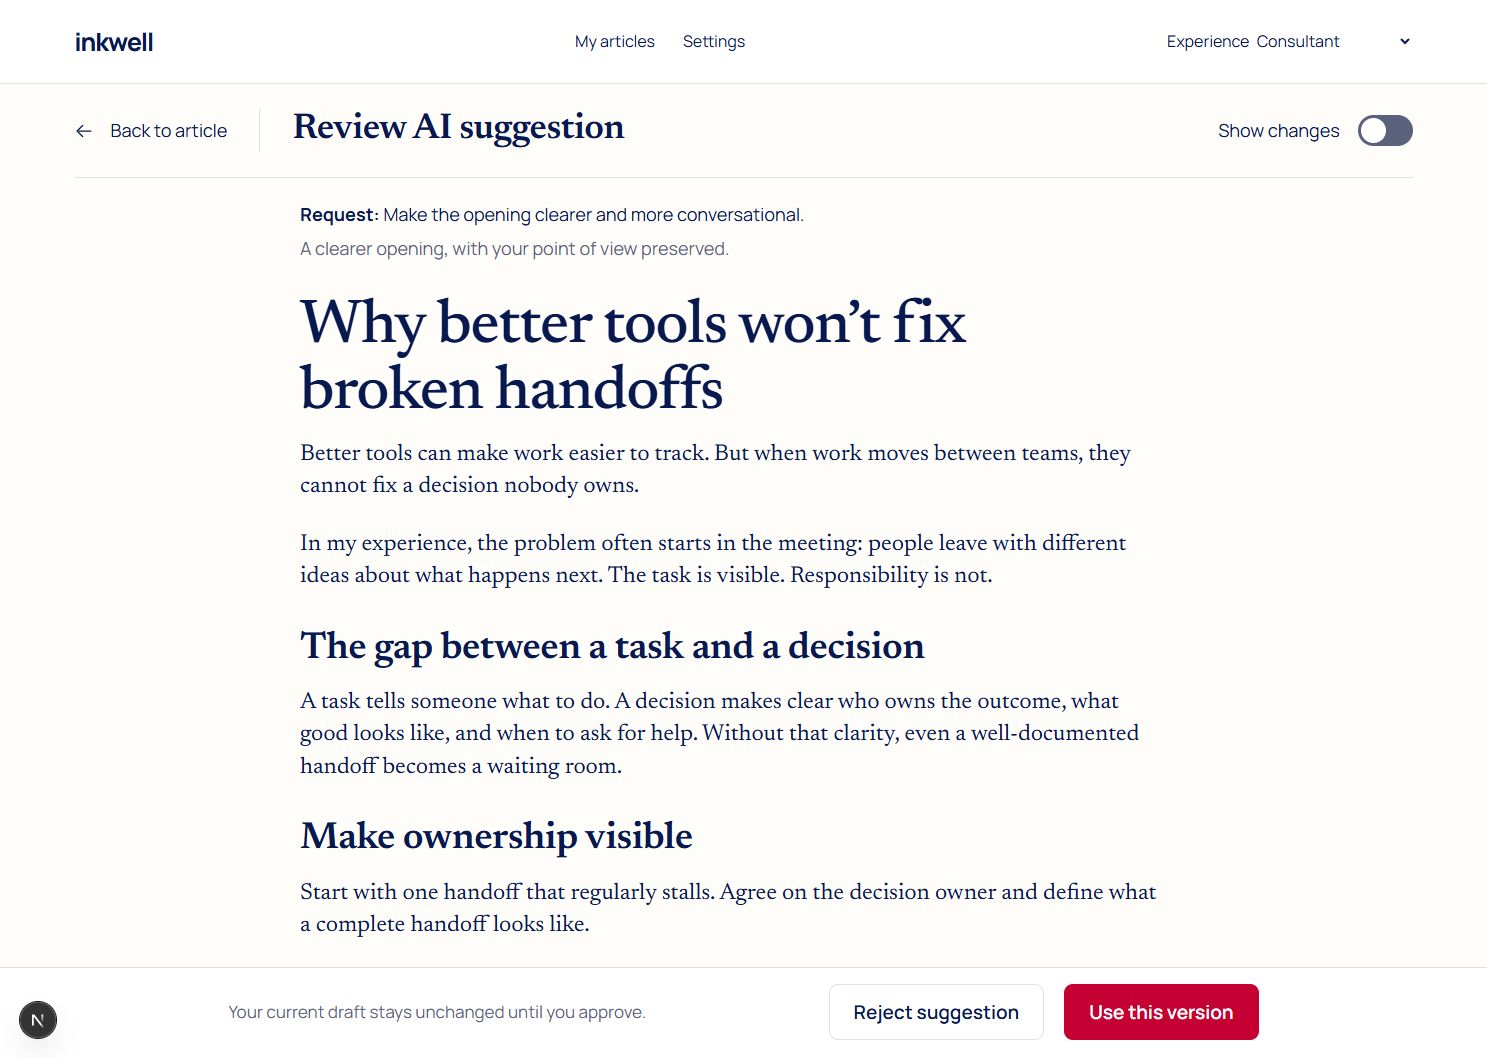 inkwell
My articles
Settings
Experience Consultant
Back to article
Review AI suggestion
Show changes
Request: Make the opening clearer and more conversational.
A clearer opening, with your point of view preserved.
Why better tools won’t fix
broken handoffs
Better tools can make work easier to track. But when work moves between teams, they
cannot fix a decision nobody owns.
In my experience, the problem often starts in the meeting: people leave with different
ideas about what happens next. The task is visible. Responsibility is not.
The gap between a task and a decision
A task tells someone what to do. A decision makes clear who owns the outcome, what
good looks like, and when to ask for help. Without that clarity, even a well-documented
handoff becomes a waiting room.
Make ownership visible
Start with one handoff that regularly stalls. Agree on the decision owner and define what
a complete handoff looks like.
Your current draft stays unchanged until you approve.
Reject suggestion
Use this version
N